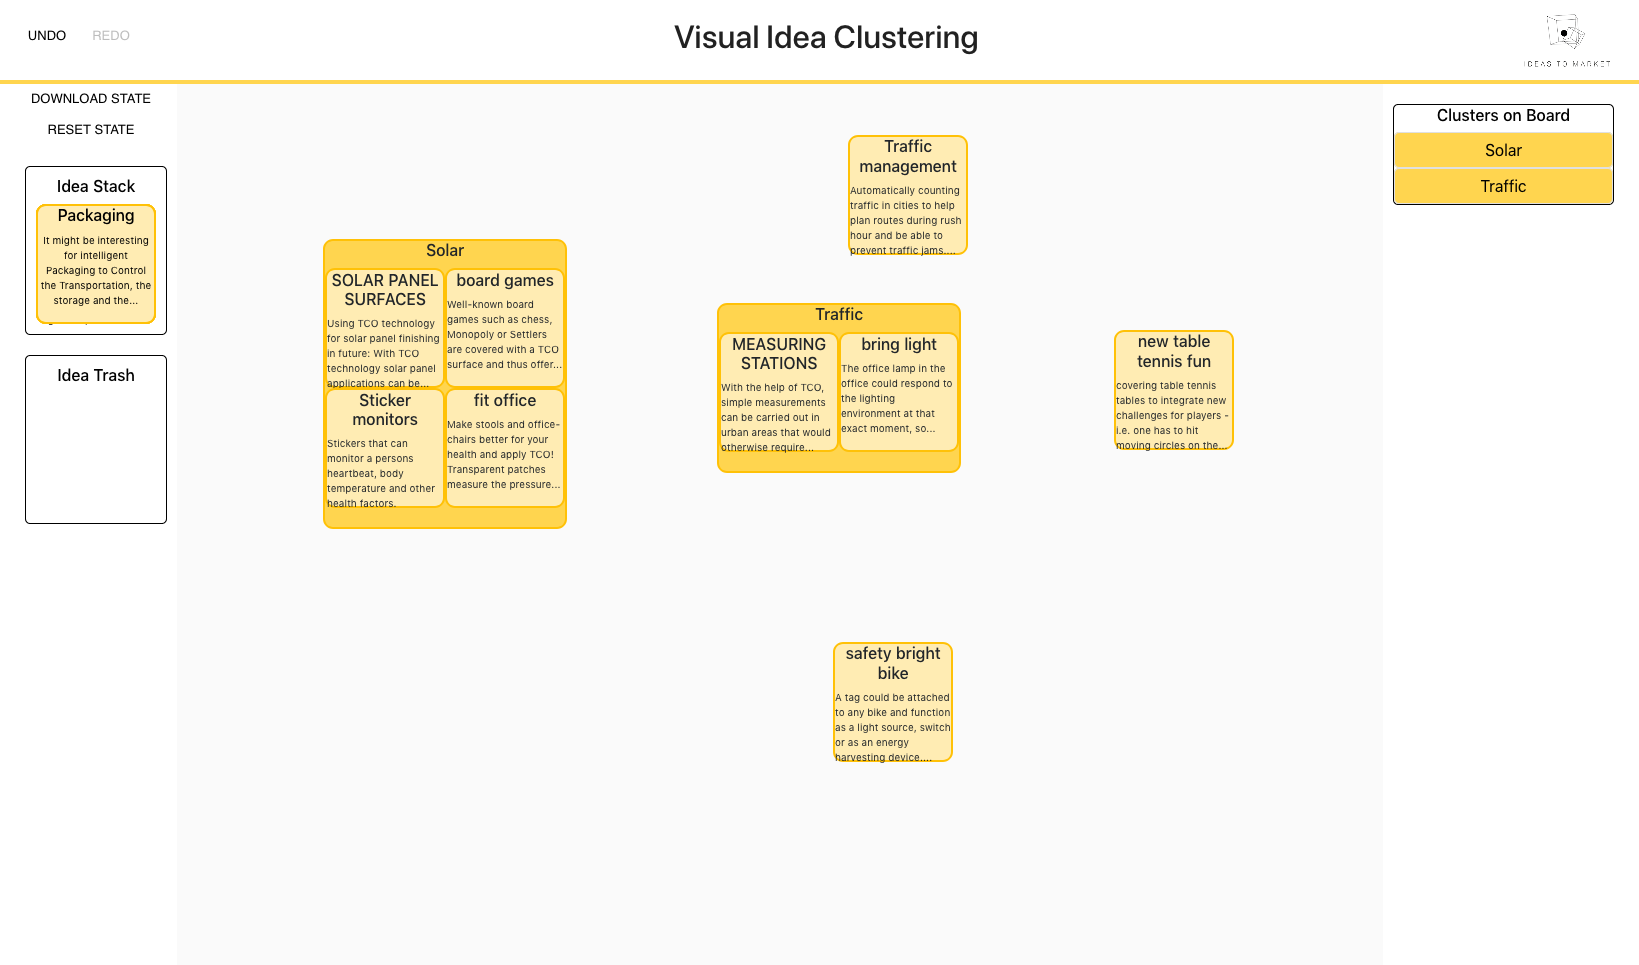 UNDO
REDO
Visual Idea Clustering
IDEAS TO MARKET
DOWNLOAD STATE
RESET STATE
Idea Stack
Packaging
It might be interesting
for intelligent
Packaging to Control
the Transportation, the
storage and the...
Idea Trash
Solar
SOLAR PANEL
SURFACES
Using TCO technology
for solar panel finishing
in future: With TCO
technology solar panel
applications can be...
board games
Well-known board
games such as chess,
Monopoly or Settlers
are covered with a TCO
surface and thus offer...
Sticker
monitors
Stickers that can
monitor a persons
heartbeat, body
temperature and other
health factors.
fit office
Make stools and office-
chairs better for your
health and apply TCO!
Transparent patches
measure the pressure...
Traffic
management
Automatically counting
traffic in cities to help
plan routes during rush
hour and be able to
prevent traffic jams....
Traffic
MEASURING
STATIONS
With the help of TCO,
simple measurements
can be carried out in
urban areas that would
otherwise require...
bring light
The office lamp in the
office could respond to
the lighting
environment at that
exact moment, so...
new table
tennis fun
covering table tennis
tables to integrate new
challenges for players -
i.e. one has to hit
moving circles on the...
safety bright
bike
A tag could be attached
to any bike and function
as a light source, switch
or as an energy
harvesting device....
Clusters on Board
Solar
Traffic